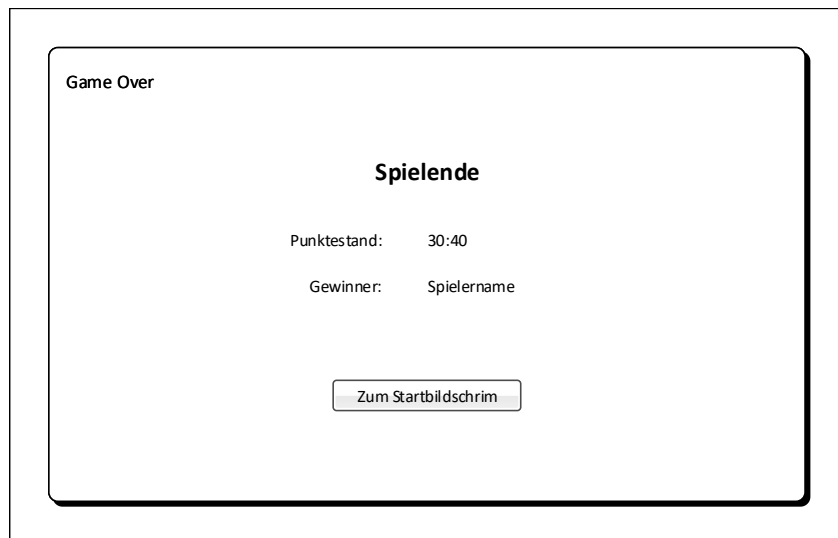 Game Over
Spielende
Punktestand: 30:40
Gewinner: Spielername
Zum Startbildschrim